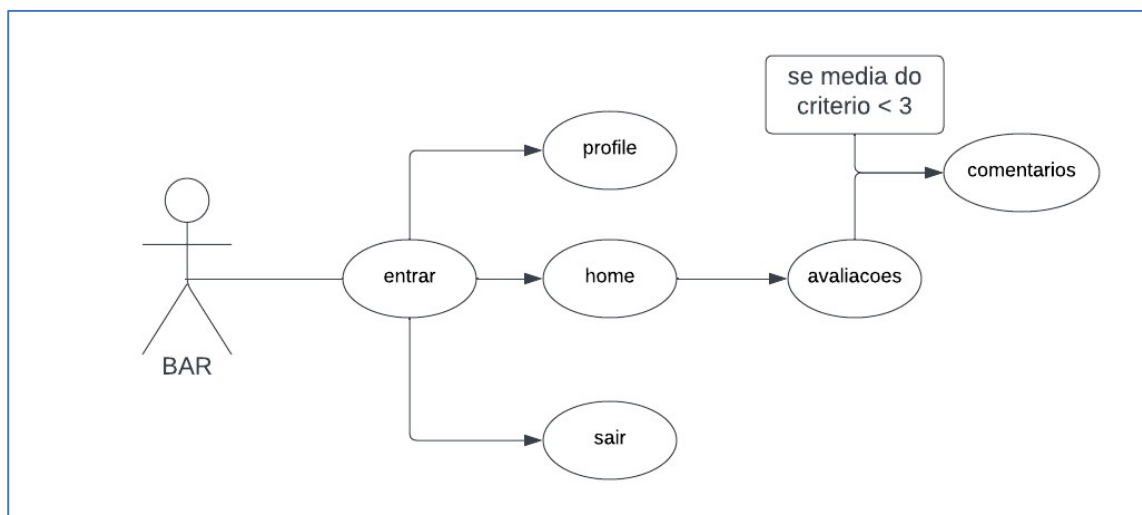 se media do
criterio < 3
profile
comentarios
entrar
home
avaliacoes
BAR
sair